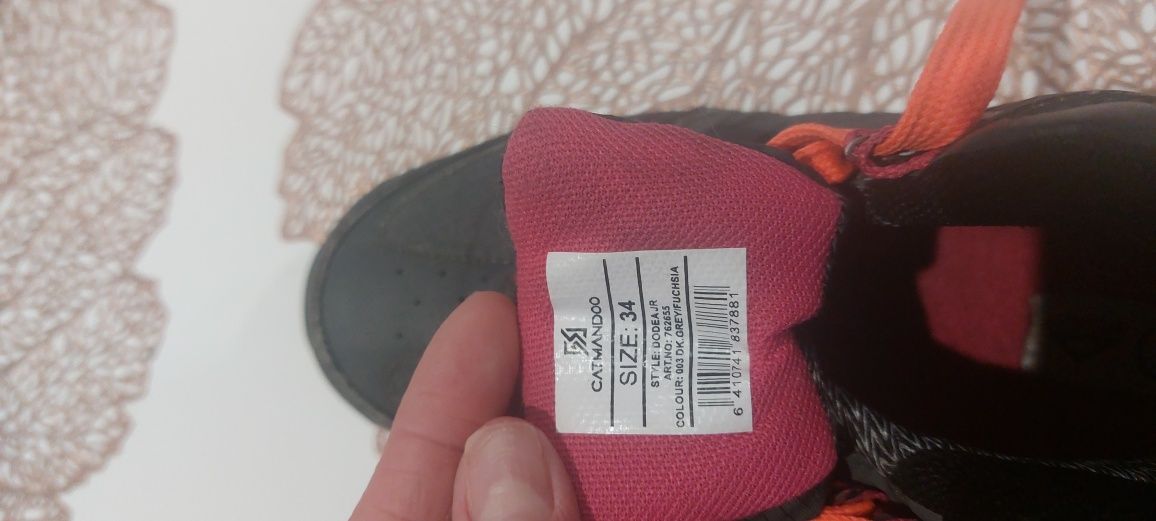 CATMANDOO
SIZE: 34
STYLE: DODEA JR
ART.NO: 762655
COLOUR: 003 DK.GREY/FUCHSIA
6 410741 837881